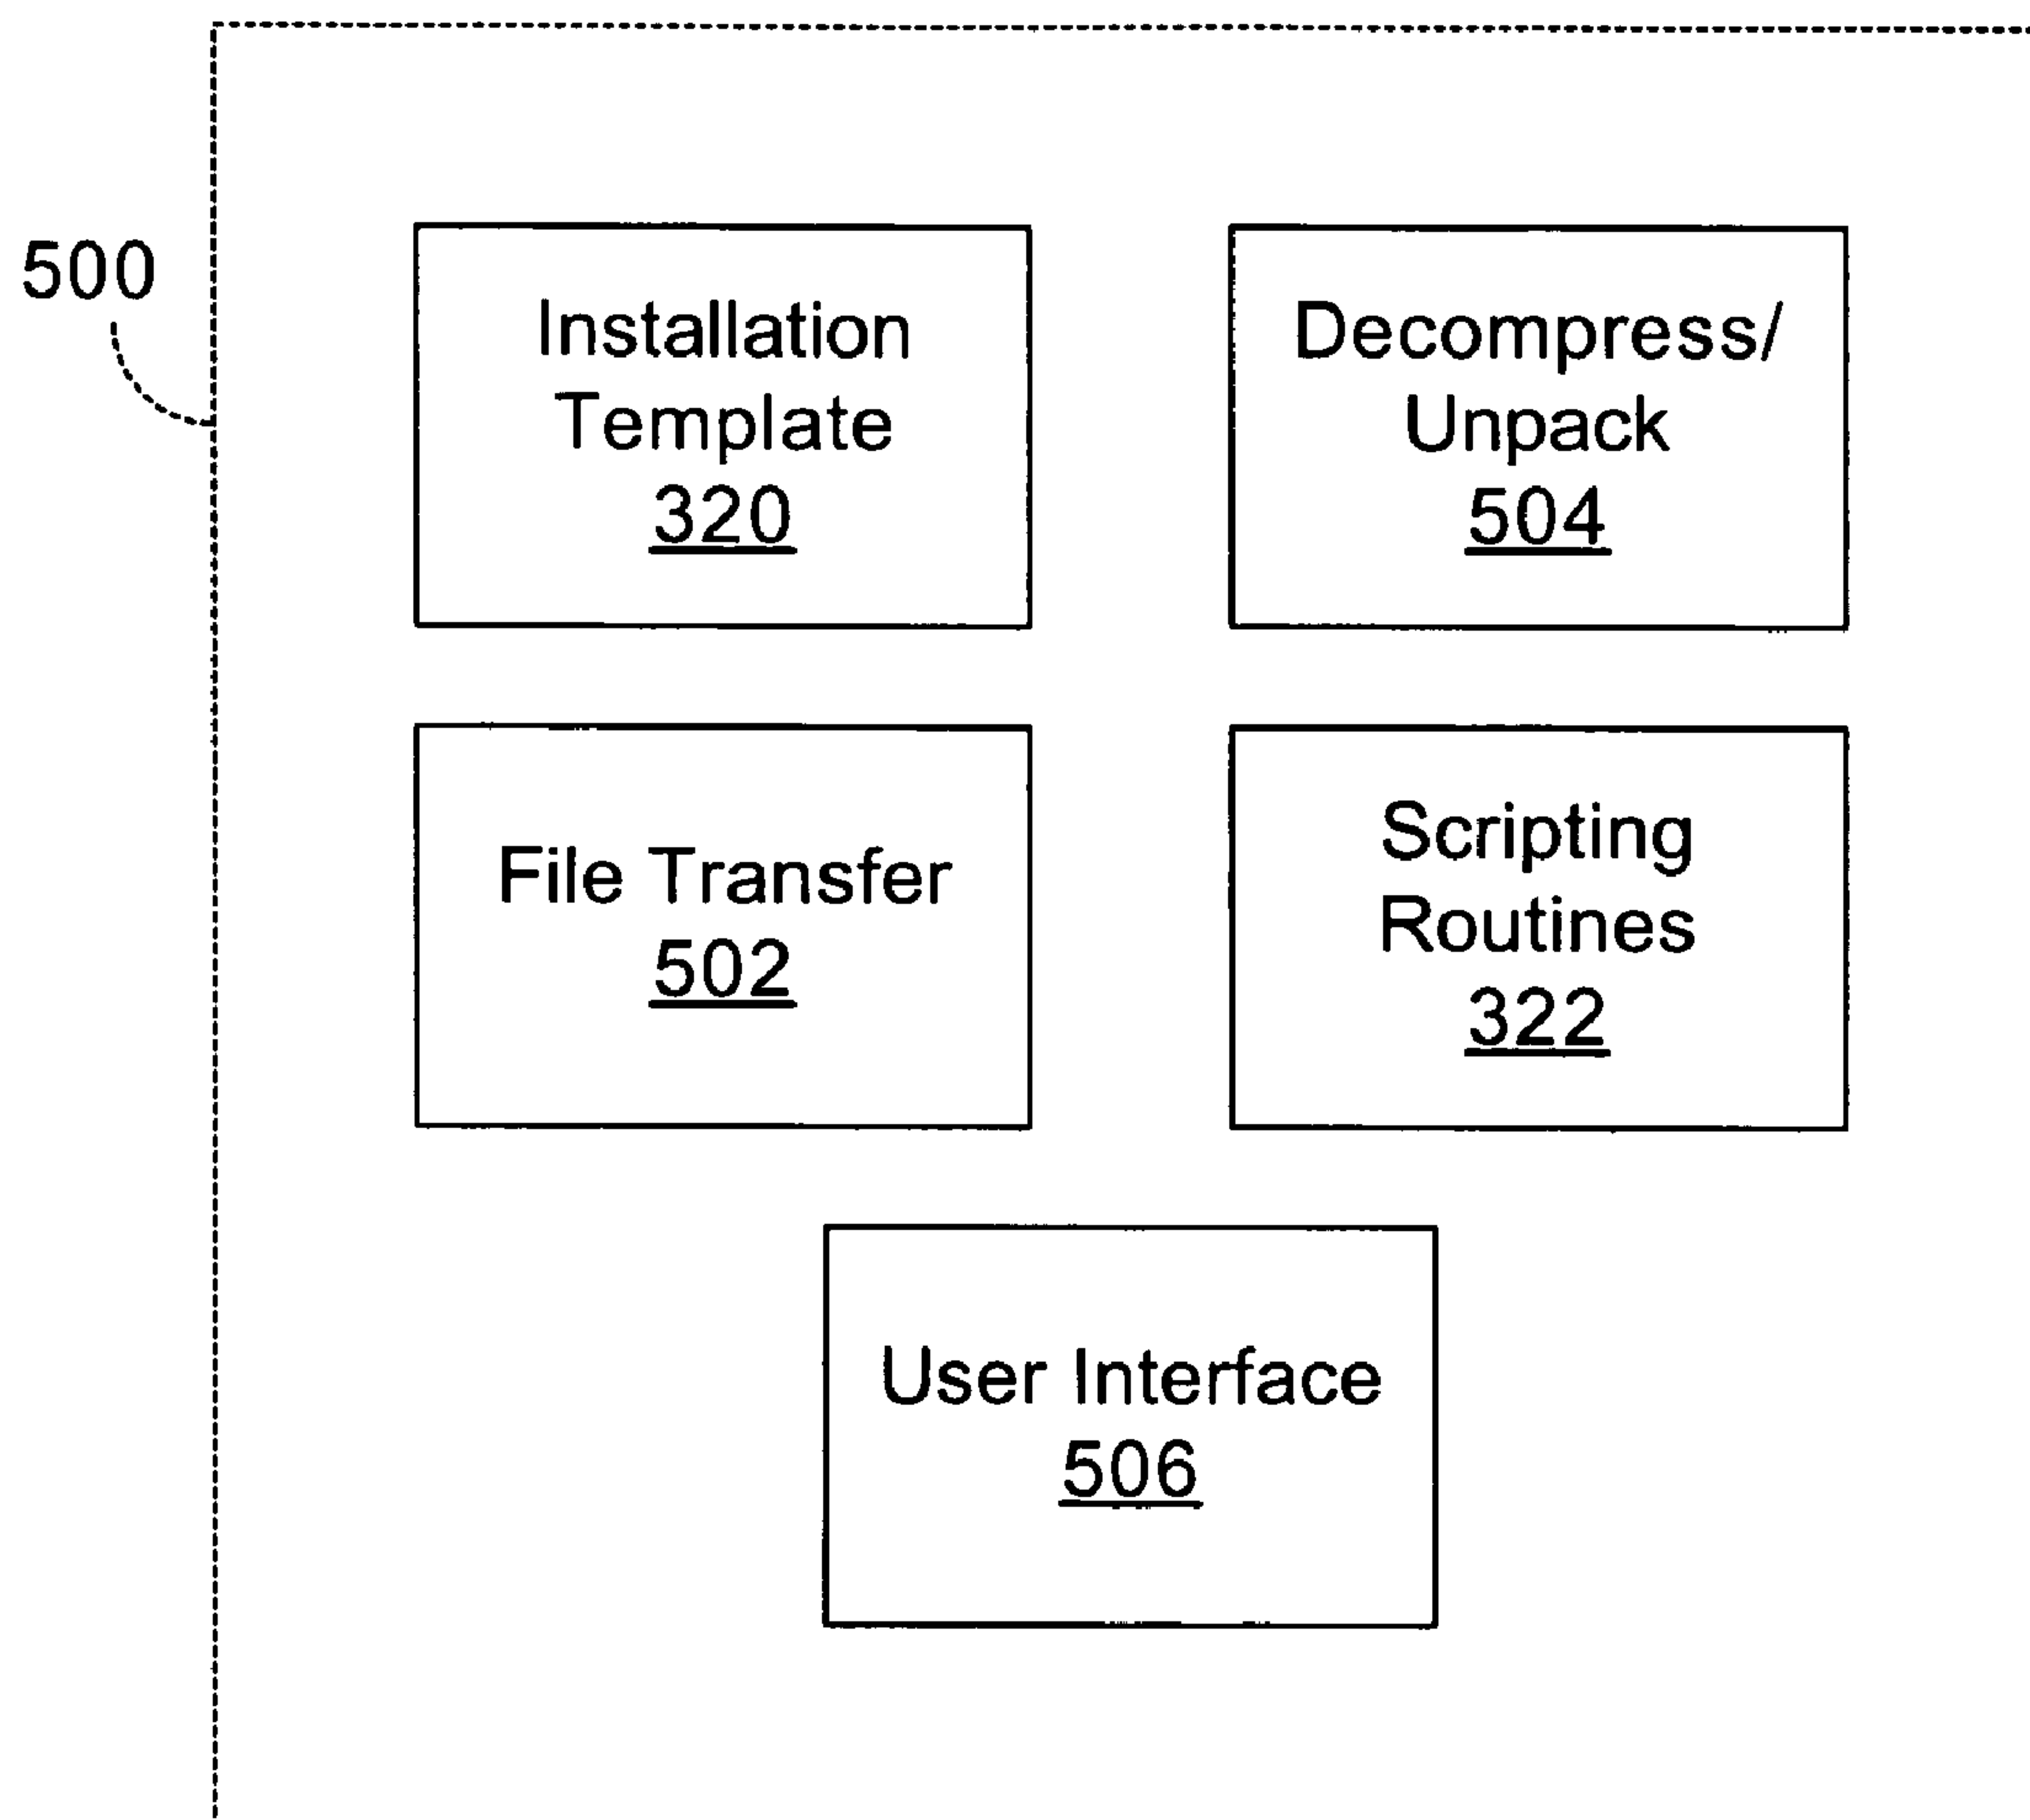 500
Installation
Template
320
Decompress/
Unpack
504
File Transfer
502
Scripting
Routines
322
User Interface
506